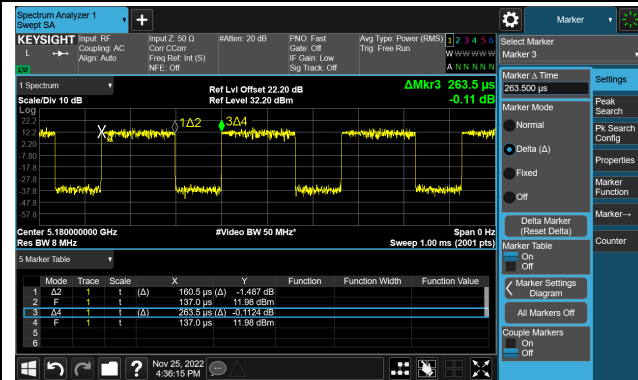 Spectrum Analyzer 1
Swept SA
Marker
KEYSIGHT
L
Input: RF
Coupling: AC
Align: Auto
Input Z: 50 Ω
Corr CCorr
Freq Ref: Int (S)
NFE: Off
#Atten: 20 dB
PNO: Fast
Gate: Off
IF Gain: Low
Sig Track: Off
Avg Type: Power (RMS)
Trig: Free Run
1 2 3 4 5 6
W W W W W W
A N N N N N
LXI
1 Spectrum
Scale/Div 10 dB
Ref Lvl Offset 22.20 dB
Ref Level 32.20 dBm
ΔMkr3 263.5 µs
-0.11 dB
Log
22.2
12.2
2.20
-7.80
-17.8
-27.8
-37.8
-47.8
-57.8
X2
1Δ2
3Δ4
Center 5.180000000 GHz
Res BW 8 MHz
#Video BW 50 MHz*
Span 0 Hz
Sweep 1.00 ms (2001 pts)
5 Marker Table
Mode Trace Scale X Y Function Function Width Function Value
1 Δ2 1 t (Δ) 160.5 µs (Δ) -1.487 dB
2 F 1 t 137.0 µs 11.98 dBm
3 Δ4 1 t (Δ) 263.5 µs (Δ) -0.1124 dB
4 F 1 t 137.0 µs 11.98 dBm
5
6
Nov 25, 2022
4:36:15 PM
Select Marker
Marker 3
Marker Δ Time
263.500 µs
Marker Mode
Normal
Delta (Δ)
Fixed
Off
Delta Marker
(Reset Delta)
Marker Table
On
Off
Marker Settings
Diagram
All Markers Off
Couple Markers
On
Off
Settings
Peak
Search
Pk Search
Config
Properties
Marker
Function
Marker→
Counter